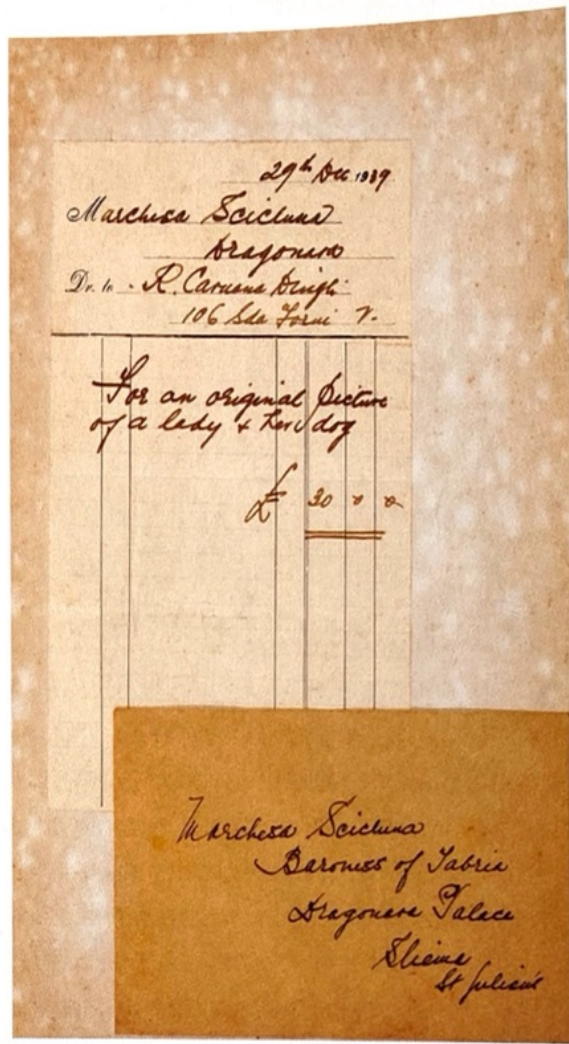 29th Dec 1939
Marchesa Scicluna
Dragonara
Dr. to - R. Caruana Dingli
106 Sda Forni V.
For an original picture
of a lady & her dog
£ 30 " "
Marchesa Scicluna
Baroness of Tabria
Dragonara Palace
Sliema
St Julian's